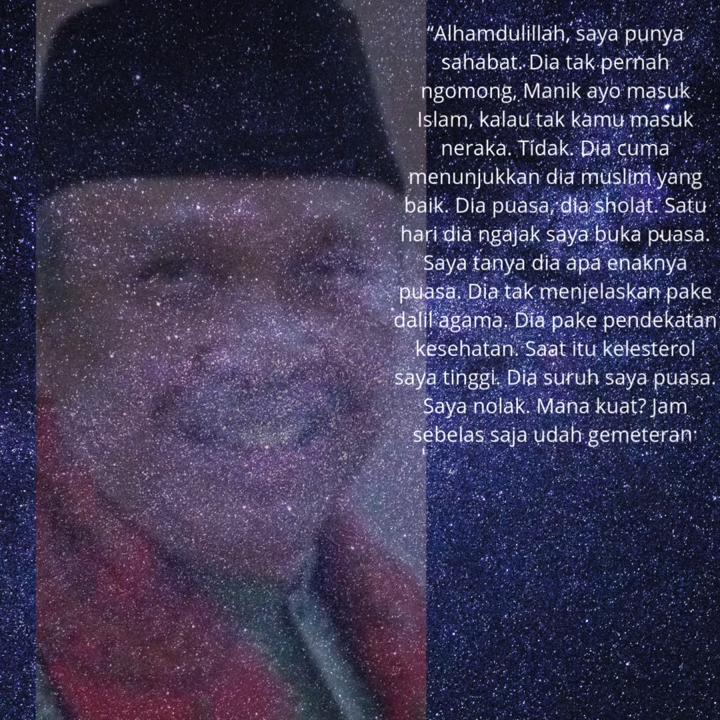 “Alhamdulillah, saya punya
sahabat. Dia tak pernah
ngomong, Manik ayo masuk
Islam, kalau tak kamu masuk
neraka. Tidak. Dia cuma
menunjukkan dia muslim yang
baik. Dia puasa, dia sholat. Satu
hari dia ngajak saya buka puasa.
Saya tanya dia apa enaknya
puasa. Dia tak menjelaskan pake
dalil agama. Dia pake pendekatan
kesehatan. Saat itu kelesterol
saya tinggi. Dia suruh saya puasa.
Saya nolak. Mana kuat? Jam
sebelas saja udah gemeteran